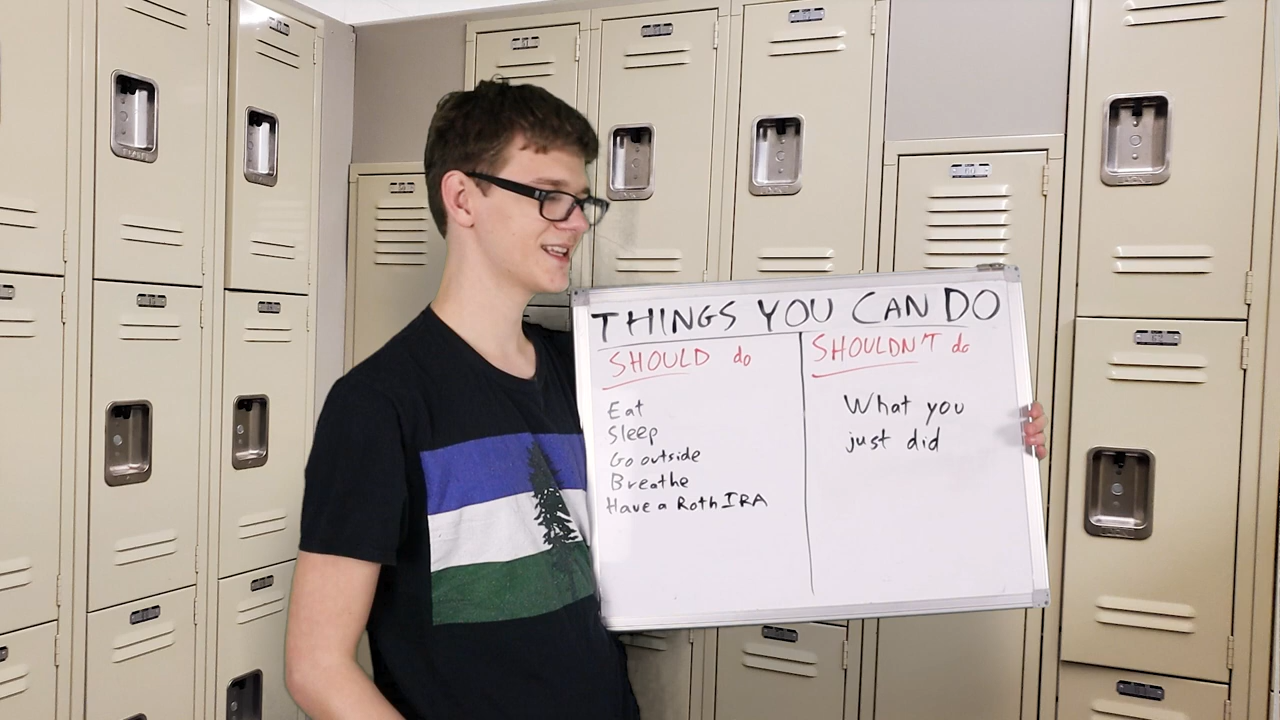 THINGS YOU CAN DO
SHOULD do
Eat
Sleep
Go outside
Breathe
Have a Roth IRA
SHOULDN'T do
What you
just did